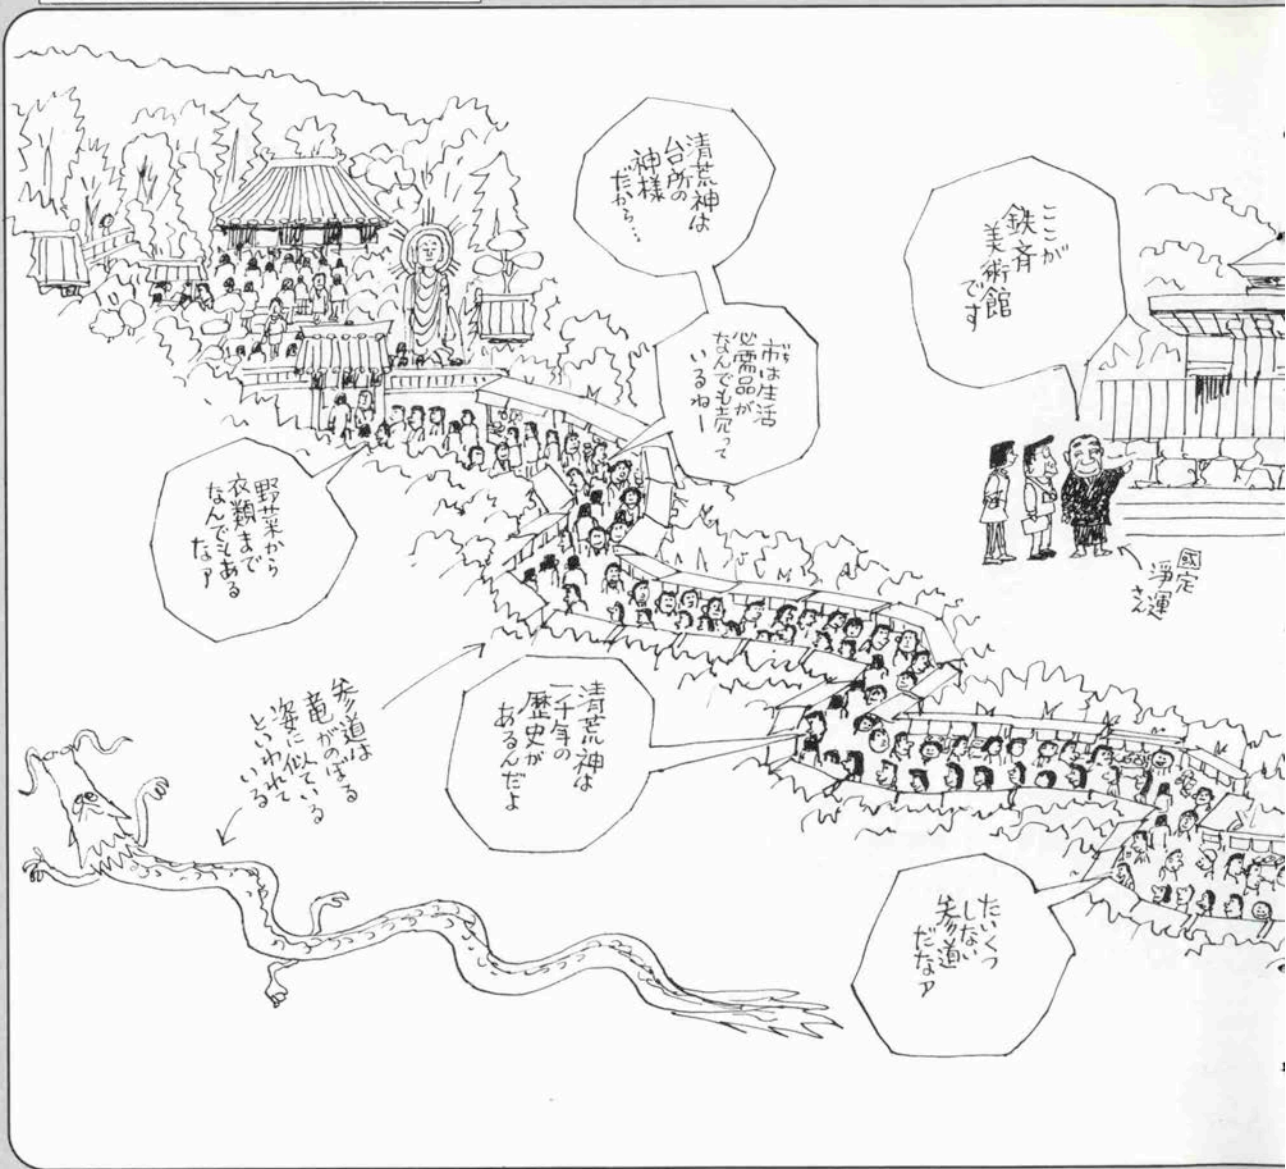 ここが
鉄斉
美術館
です
國定
淨運
さん
清荒神は
台所の
神様
だから…
市は生活
必需品が
なんでも売って
いるねー
野菜から
衣類まで
なんでもある
なァ
参道は
竜がのぼる
姿に似ている
といわれて
いる
清荒神は
一千年の
歴史が
あるんだよ
たいくつ
しない
参道
だなァ